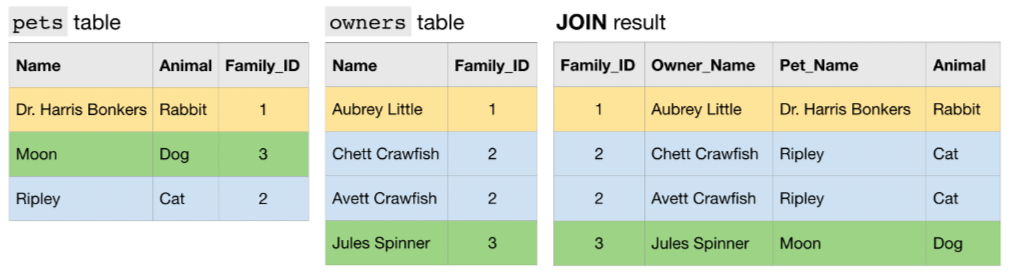 pets table
Name Animal Family_ID
Dr. Harris Bonkers Rabbit 1
Moon Dog 3
Ripley Cat 2
owners table
Name Family_ID
Aubrey Little 1
Chett Crawfish 2
Avett Crawfish 2
Jules Spinner 3
JOIN result
Family_ID Owner_Name Pet_Name Animal
1 Aubrey Little Dr. Harris Bonkers Rabbit
2 Chett Crawfish Ripley Cat
2 Avett Crawfish Ripley Cat
3 Jules Spinner Moon Dog